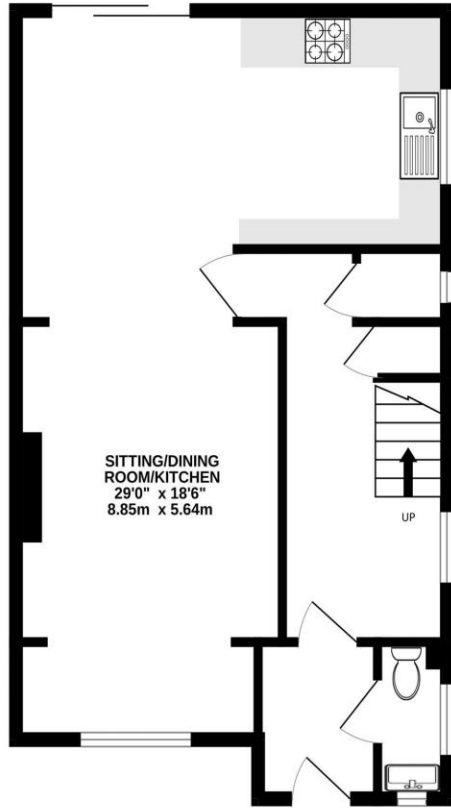 SITTING/DINING
ROOM/KITCHEN
29'0" x 18'6"
8.85m x 5.64m
UP